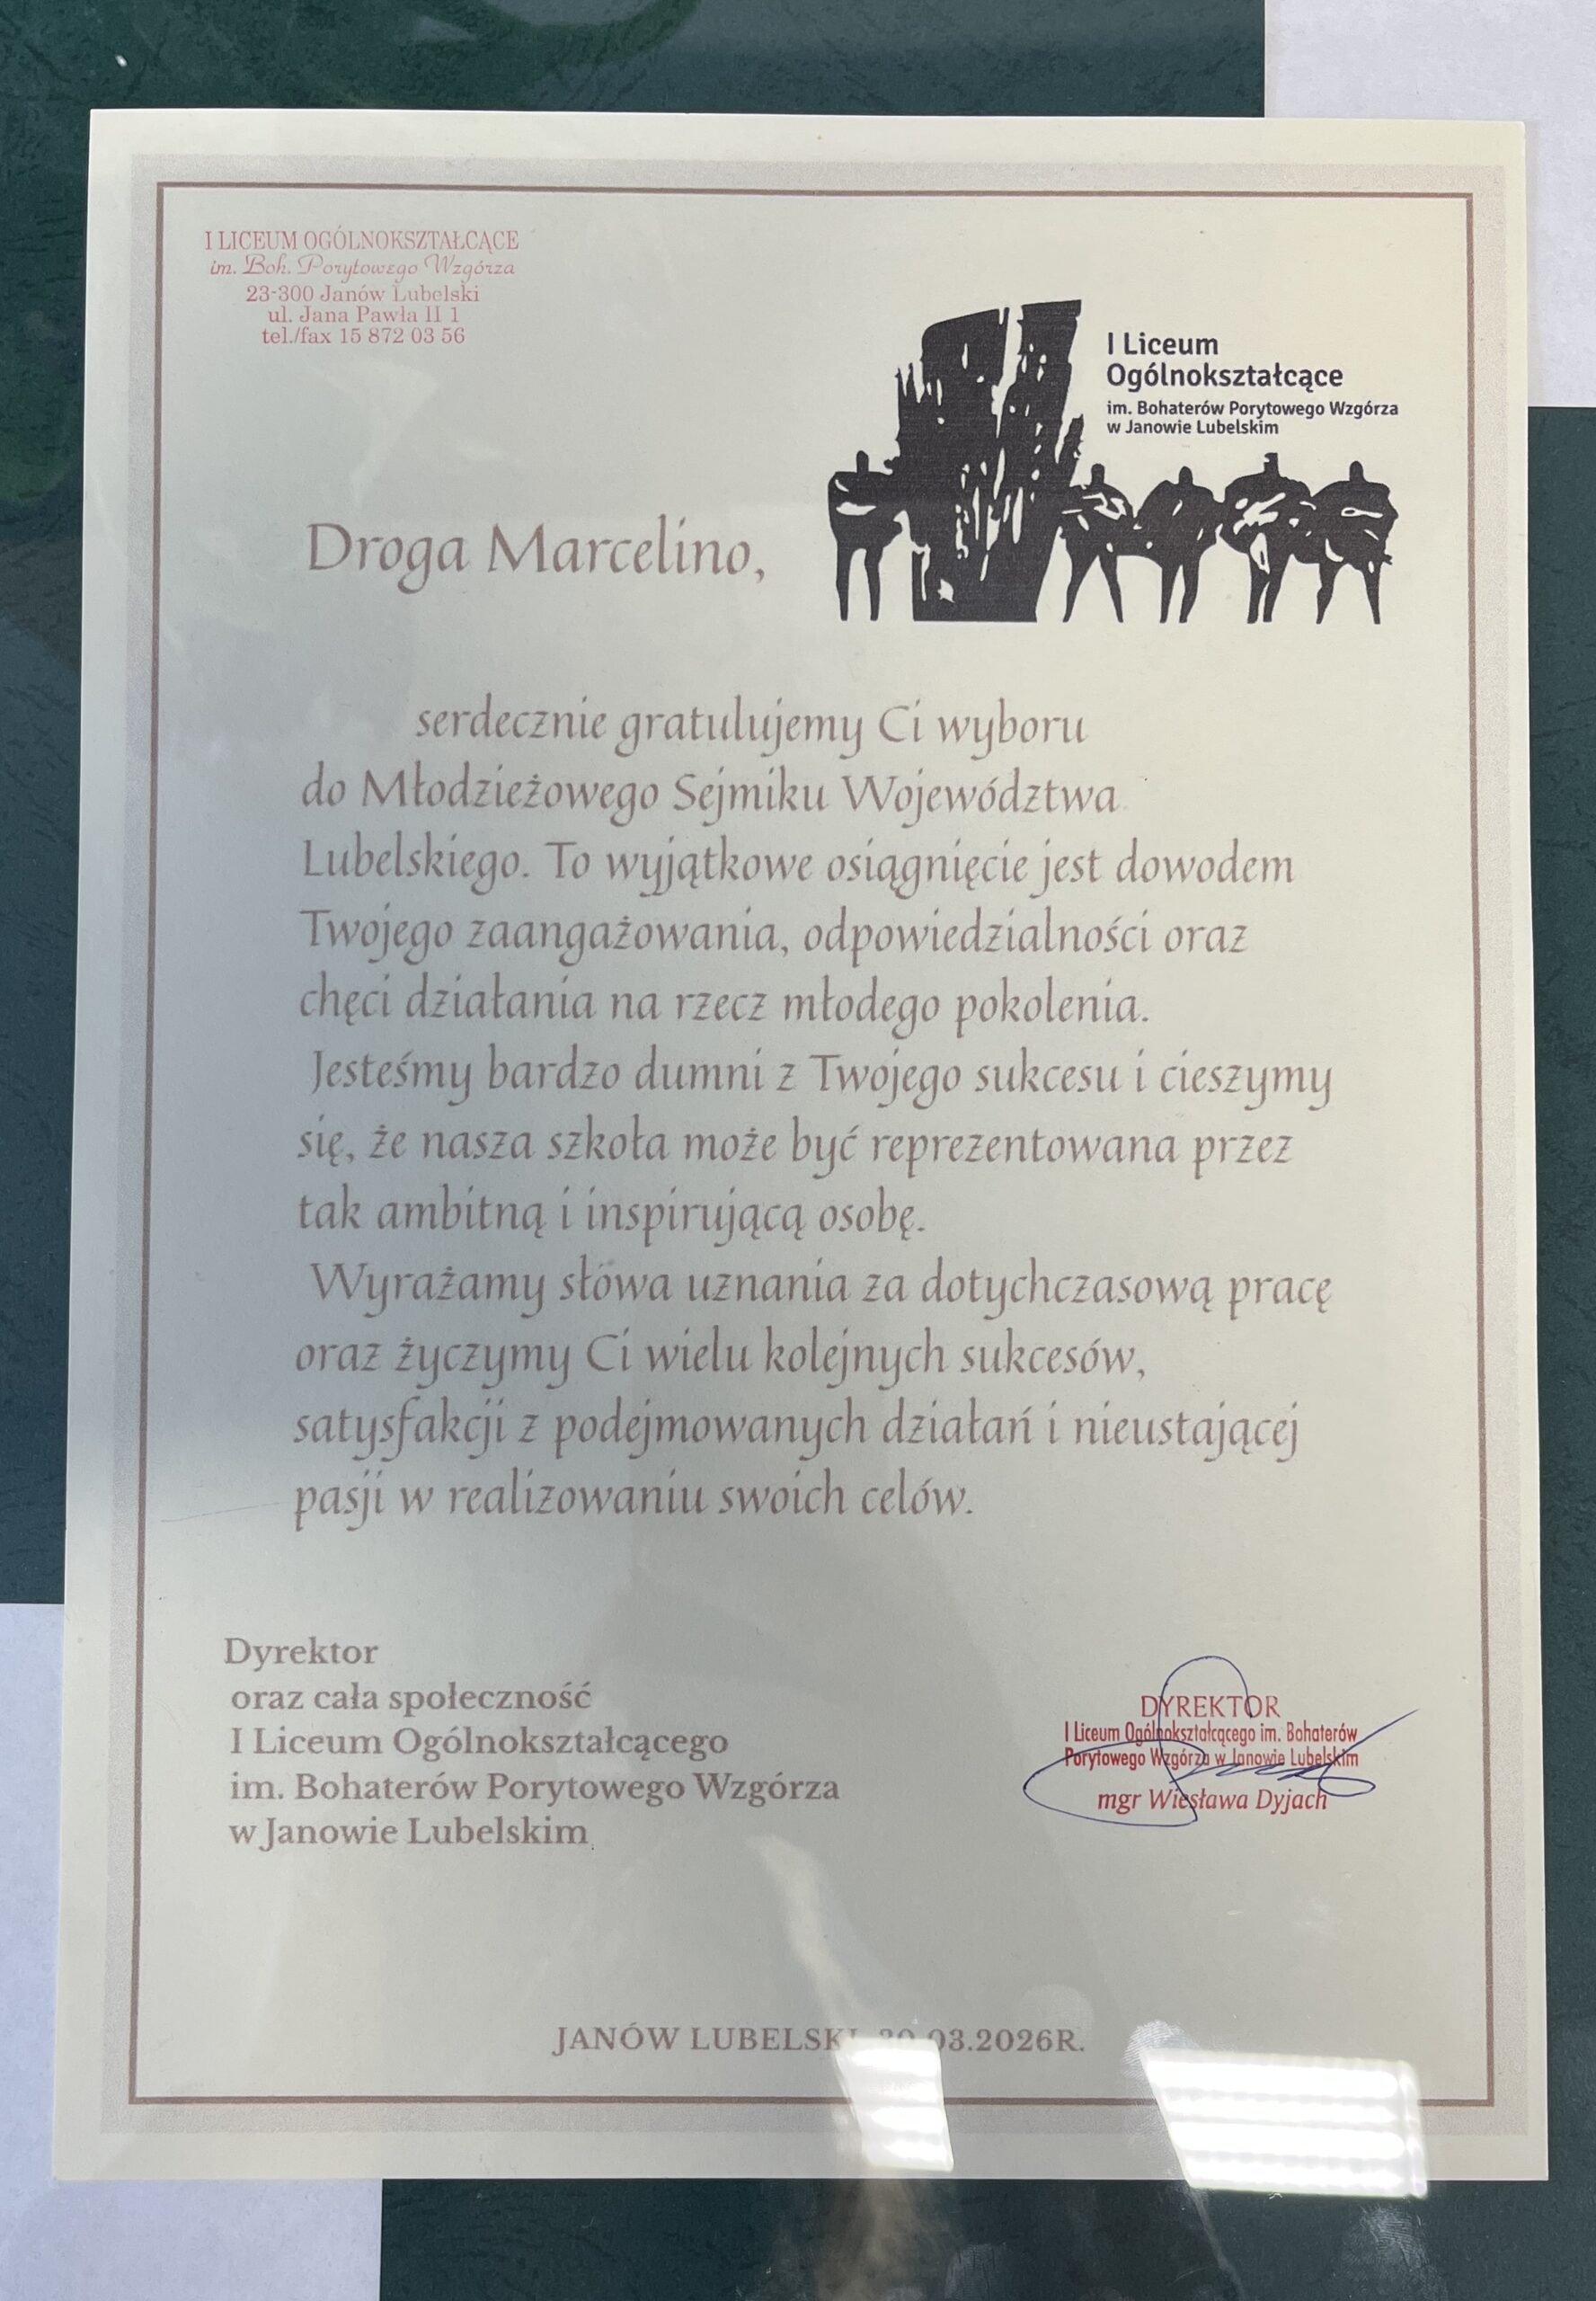 I LICEUM OGÓLNOKSZTAŁCĄCE
im. Boh. Porytowego Wzgórza
23-300 Janów Lubelski
ul. Jana Pawła II 1
tel./fax 15 872 03 56
I Liceum
Ogólnokształcące
im. Bohaterów Porytowego Wzgórza
w Janowie Lubelskim
Droga Marcelino,
serdecznie gratulujemy Ci wyboru
do Młodzieżowego Sejmiku Województwa
Lubelskiego. To wyjątkowe osiągnięcie jest dowodem
Twojego zaangażowania, odpowiedzialności oraz
chęci działania na rzecz młodego pokolenia.
Jesteśmy bardzo dumni z Twojego sukcesu i cieszymy
się, że nasza szkoła może być reprezentowana przez
tak ambitną i inspirującą osobę.
Wyrażamy słowa uznania za dotychczasową pracę
oraz życzymy Ci wielu kolejnych sukcesów,
satysfakcji z podejmowanych działań i nieustającej
pasji w realizowaniu swoich celów.
Dyrektor
oraz cała społeczność
I Liceum Ogólnokształcącego
im. Bohaterów Porytowego Wzgórza
w Janowie Lubelskim
DYREKTOR
I Liceum Ogólnokształcącego im. Bohaterów
Porytowego Wzgórza w Janowie Lubelskim
mgr Wiesława Dyjach
JANÓW LUBELSKI, 30.03.2026R.